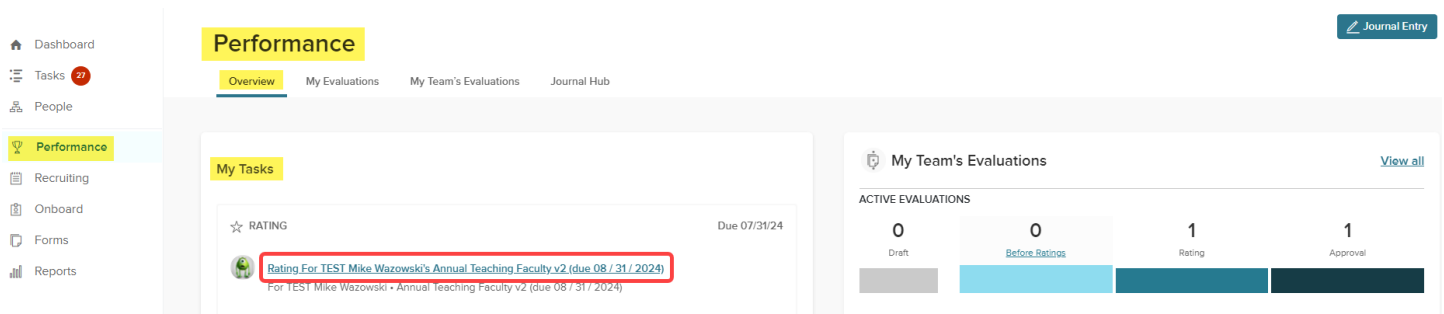 Dashboard
Tasks 27
People
Performance
Recruiting
Onboard
Forms
Reports
Performance
Journal Entry
Overview My Evaluations My Team's Evaluations Journal Hub
My Tasks
RATING Due 07/31/24
Rating For TEST Mike Wazowski's Annual Teaching Faculty v2 (due 08 / 31 / 2024)
For TEST Mike Wazowski • Annual Teaching Faculty v2 (due 08 / 31 / 2024)
My Team's Evaluations View all
ACTIVE EVALUATIONS
0 0 1 1
Draft Before Ratings Rating Approval